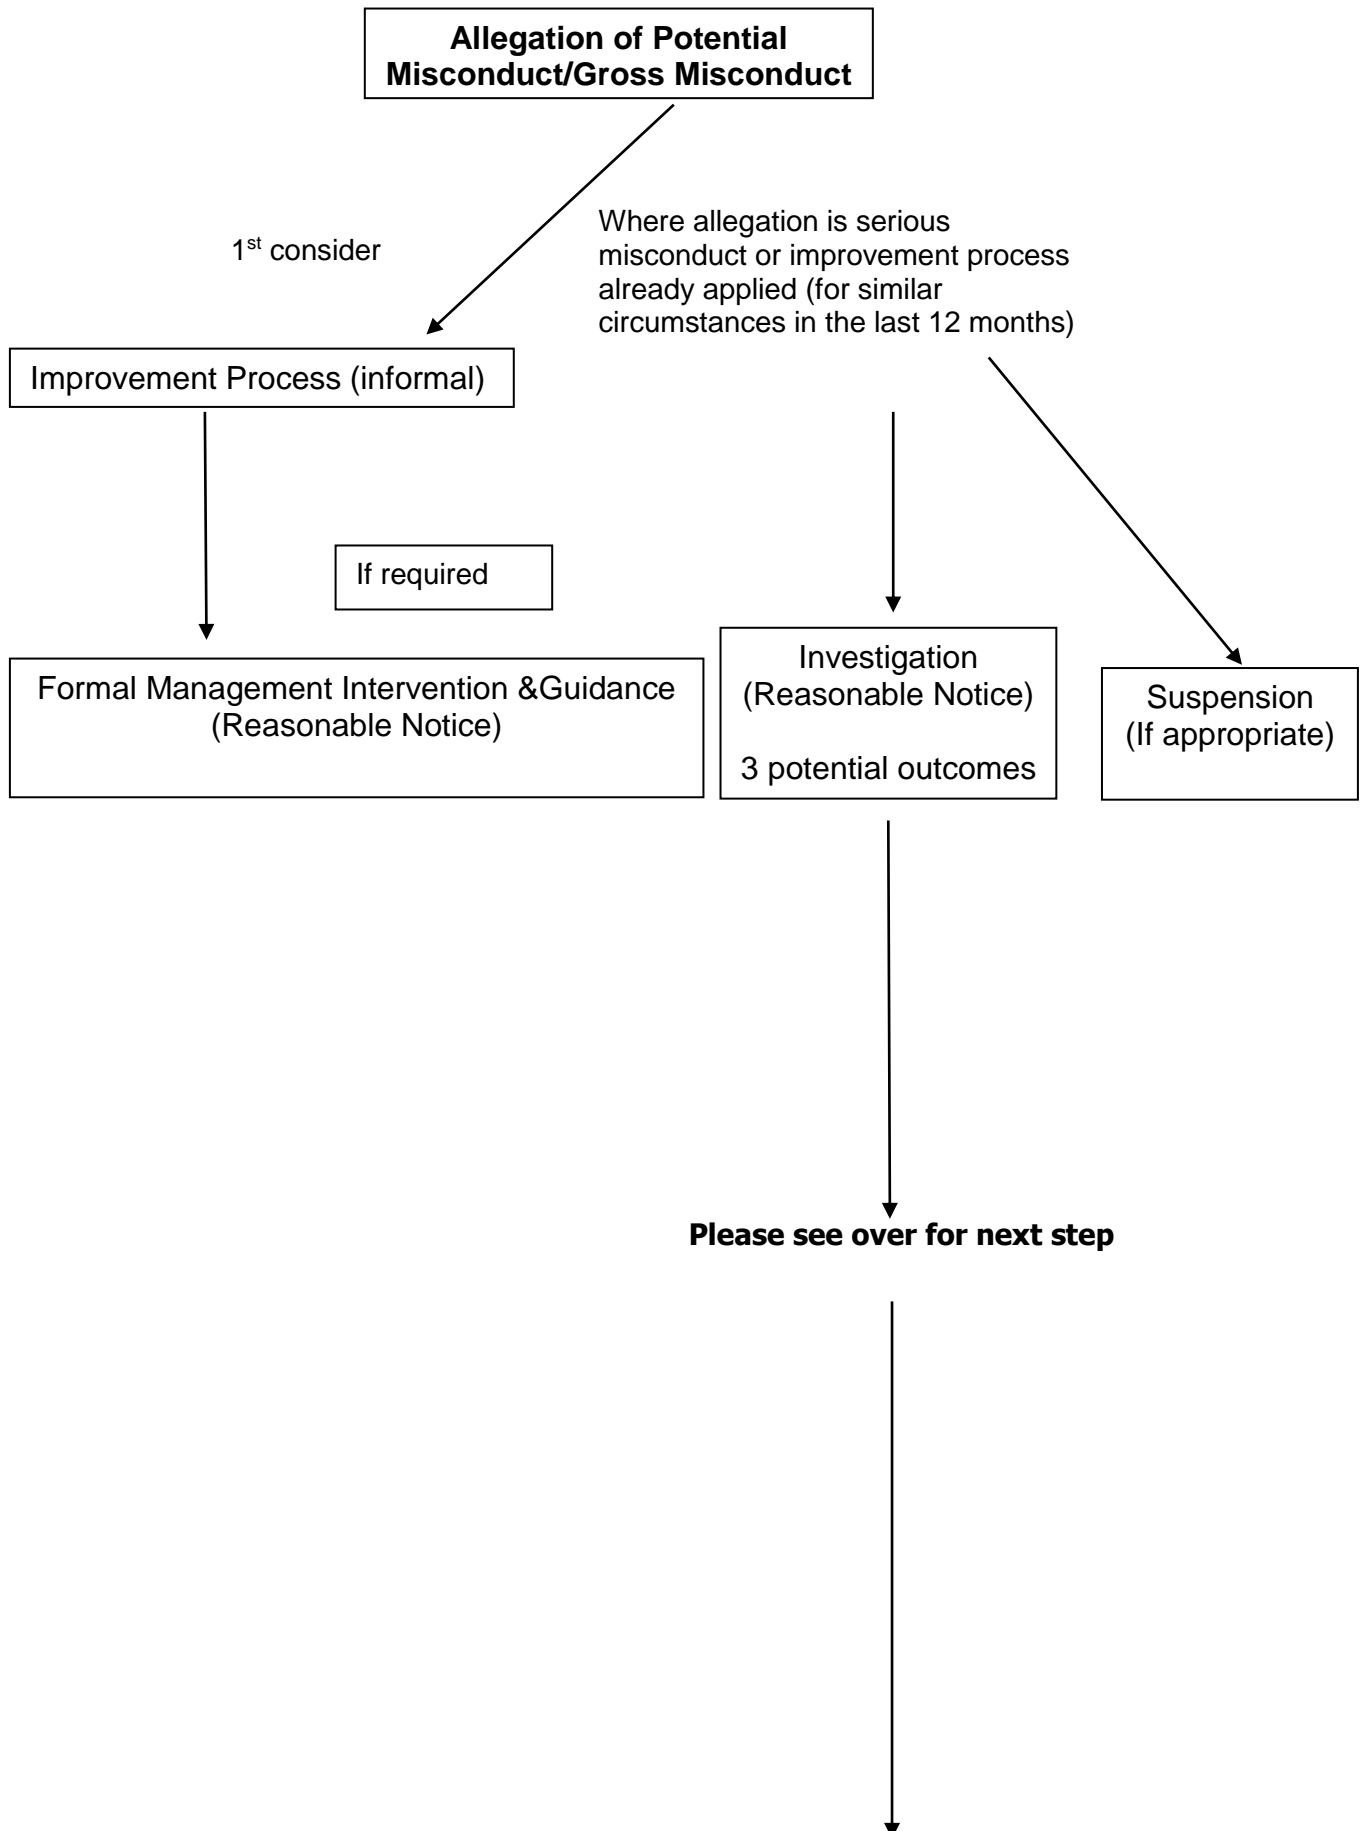 Allegation of Potential
Misconduct/Gross Misconduct
1st consider
Where allegation is serious
misconduct or improvement process
already applied (for similar
circumstances in the last 12 months)
Improvement Process (informal)
If required
Formal Management Intervention &Guidance
(Reasonable Notice)
Investigation
(Reasonable Notice)
3 potential outcomes
Suspension
(If appropriate)
Please see over for next step